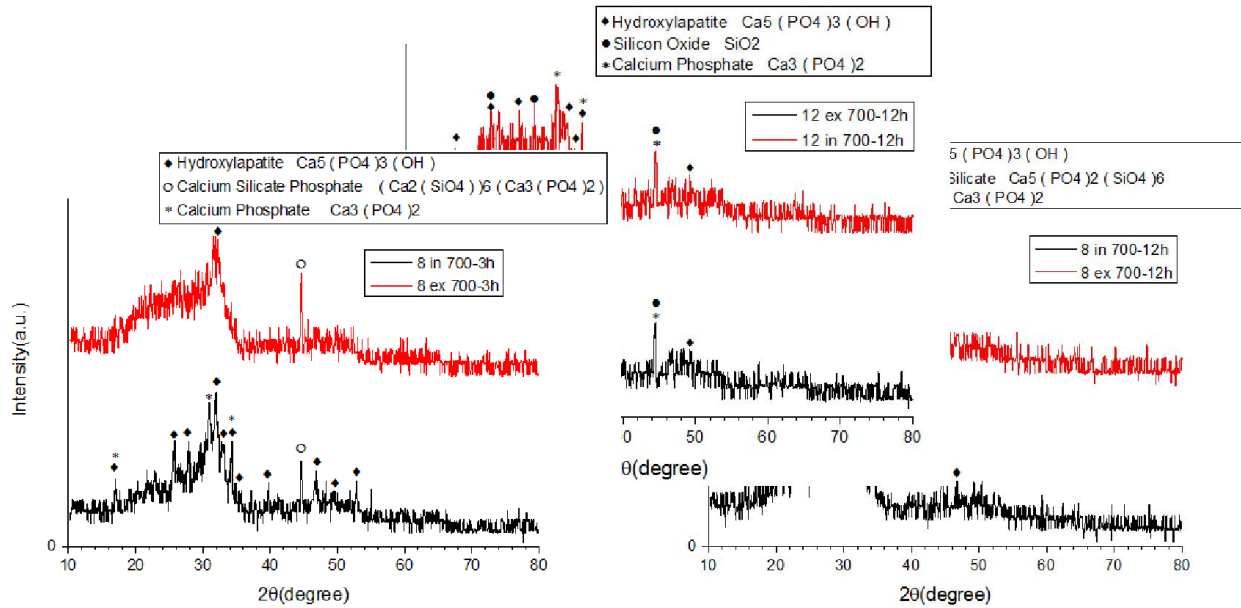 ♦ Hydroxylapatite Ca5 ( PO4 )3 ( OH )
● Silicon Oxide SiO2
* Calcium Phosphate Ca3 ( PO4 )2
12 ex 700-12h
12 in 700-12h
♦ Hydroxylapatite Ca5 ( PO4 )3 ( OH )
○ Calcium Silicate Phosphate ( Ca2 ( SiO4 ) )6 ( Ca3 ( PO4 )2 )
* Calcium Phosphate Ca3 ( PO4 )2
5 ( PO4 )3 ( OH )
Silicate Ca5 ( PO4 )2 ( SiO4 )6
Ca3 ( PO4 )2
8 in 700-3h
8 ex 700-3h
8 in 700-12h
8 ex 700-12h
Intensity(a.u.)
0 50 60 70 80
θ(degree)
0
10 20 30 40 50 60 70 80
2θ(degree)
0
10 20 30 40 50 60 70 80
2θ(degree)